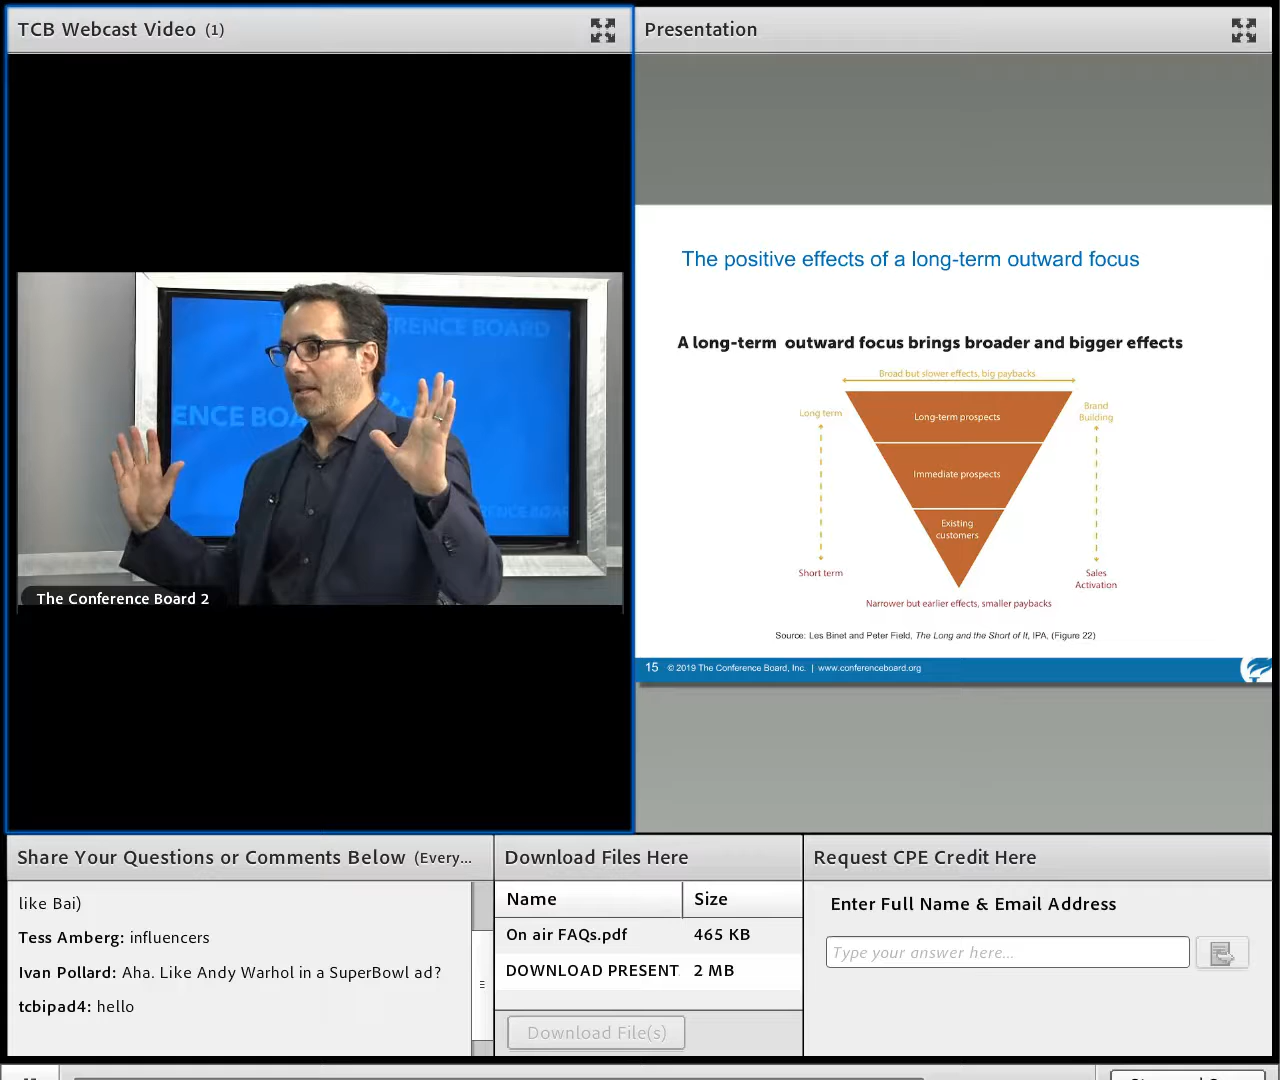 TCB Webcast Video (1)
Presentation
RENCE BOARD
ENCE BOA
The Conference Board 2
The positive effects of a long-term outward focus
A long-term outward focus brings broader and bigger effects
Broad but slower effects, big paybacks
Long term
Brand
Building
Long-term prospects
Immediate prospects
Existing
customers
Short term
Sales
Activation
Narrower but earlier effects, smaller paybacks
Source: Les Binet and Peter Field, The Long and the Short of It, IPA, (Figure 22)
15 © 2019 The Conference Board, Inc. | www.conferenceboard.org
Share Your Questions or Comments Below (Every...
like Bai)
Tess Amberg: influencers
Ivan Pollard: Aha. Like Andy Warhol in a SuperBowl ad?
tcbipad4: hello
Download Files Here
Name Size
On air FAQs.pdf 465 KB
DOWNLOAD PRESENT 2 MB
Download File(s)
Request CPE Credit Here
Enter Full Name & Email Address
Type your answer here...